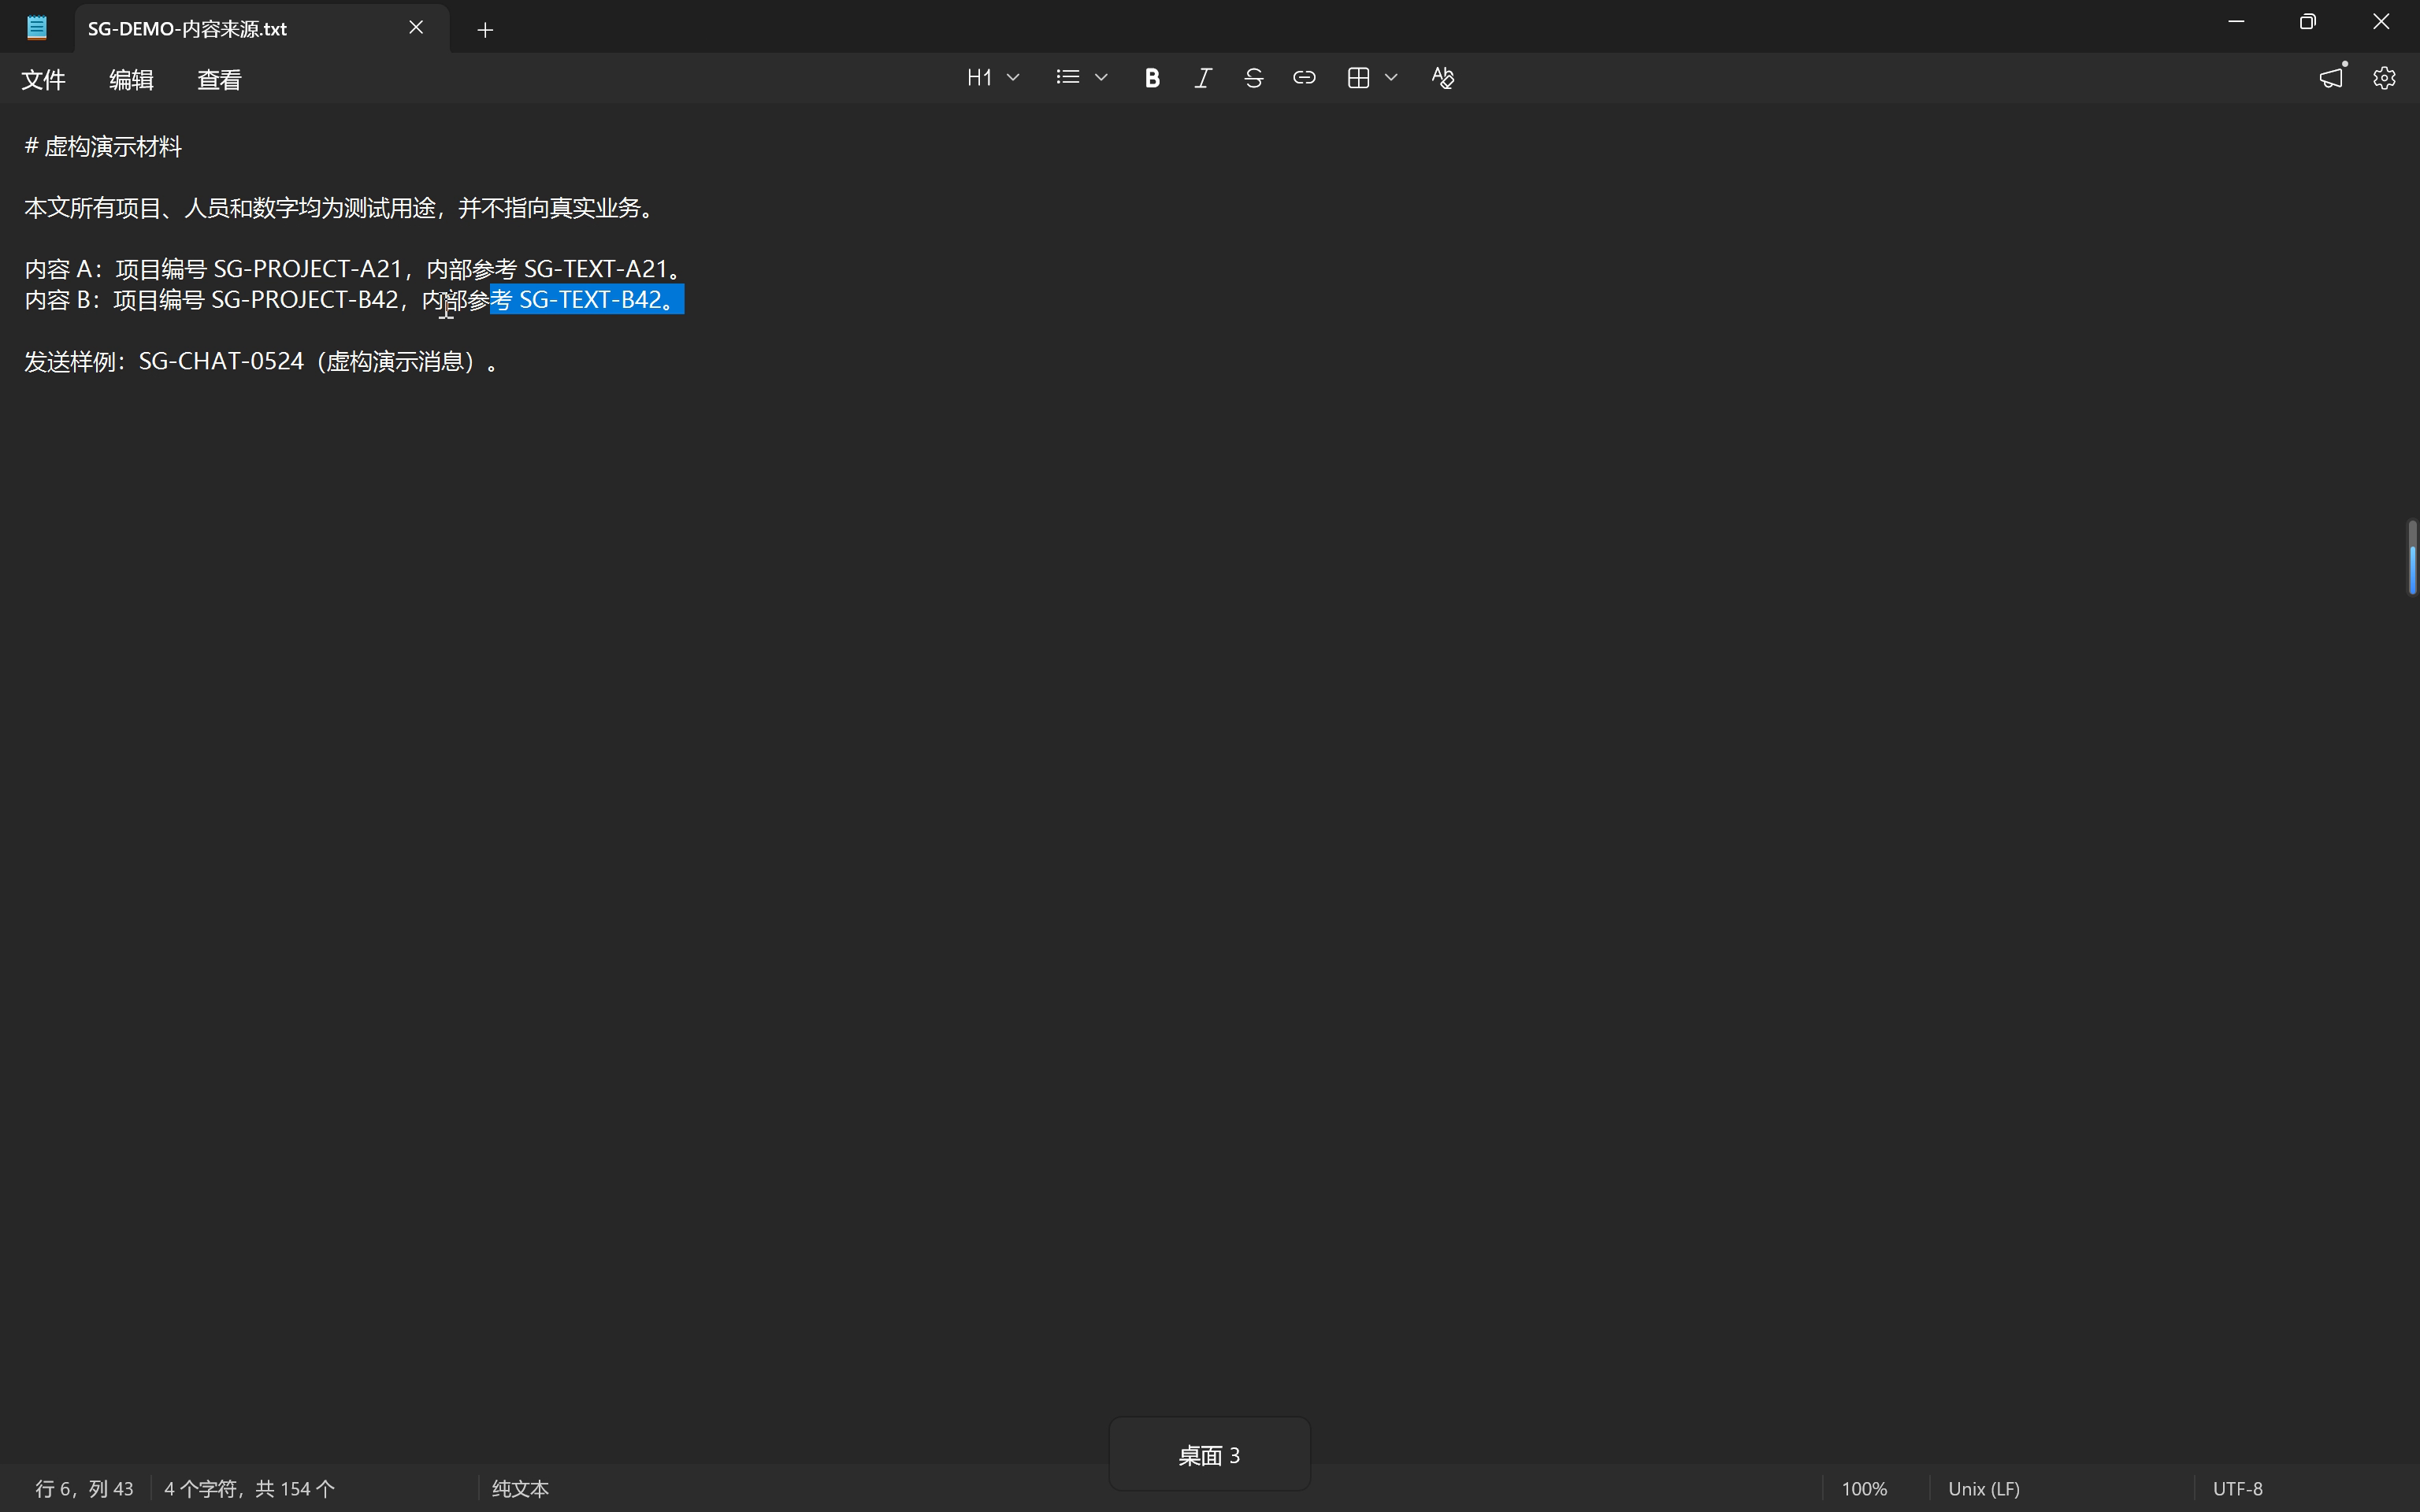 SG-DEMO-内容来源.txt
文件 编辑 查看 H1 B I S Ab
# 虚构演示材料
本文所有项目、人员和数字均为测试用途，并不指向真实业务。
内容 A：项目编号 SG-PROJECT-A21，内部参考 SG-TEXT-A21。
内容 B：项目编号 SG-PROJECT-B42，内部参考 SG-TEXT-B42。
发送样例：SG-CHAT-0524（虚构演示消息）。
桌面 3
行 6，列 43 4 个字符，共 154 个 纯文本 100% Unix (LF) UTF-8